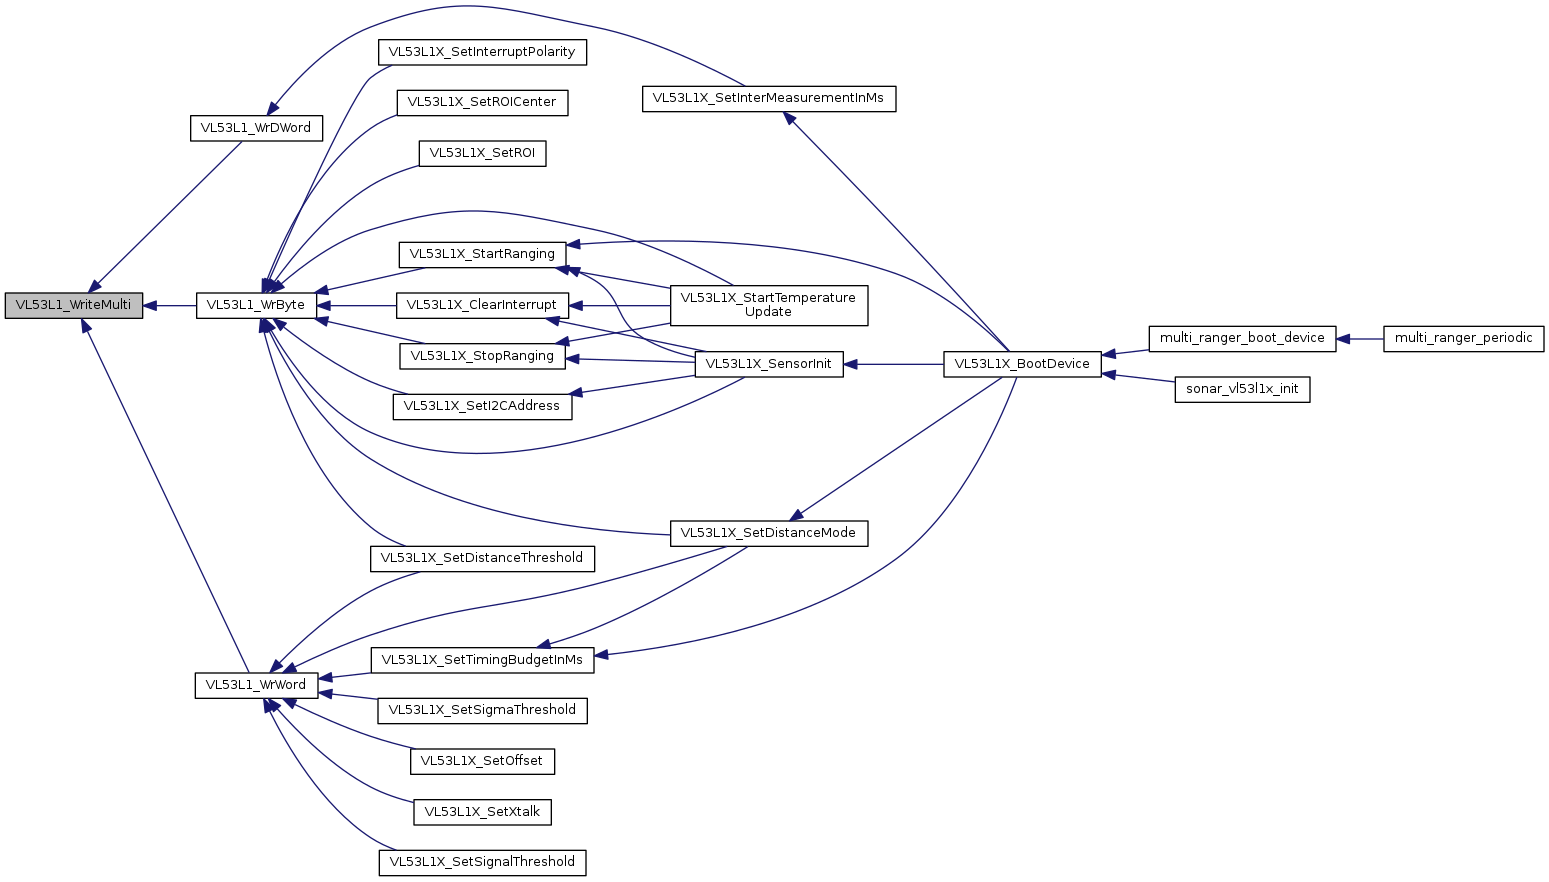 VL53L1X_SetInterruptPolarity
VL53L1X_SetInterMeasurementInMs
VL53L1X_SetROICenter
VL53L1_WrDWord
VL53L1X_SetROI
VL53L1X_StartRanging
VL53L1_WriteMulti
VL53L1_WrByte
VL53L1X_ClearInterrupt
VL53L1X_StartTemperature
Update
VL53L1X_StopRanging
VL53L1X_SensorInit
VL53L1X_BootDevice
multi_ranger_boot_device
multi_ranger_periodic
sonar_vl53l1x_init
VL53L1X_SetI2CAddress
VL53L1X_SetDistanceMode
VL53L1X_SetDistanceThreshold
VL53L1X_SetTimingBudgetInMs
VL53L1_WrWord
VL53L1X_SetSigmaThreshold
VL53L1X_SetOffset
VL53L1X_SetXtalk
VL53L1X_SetSignalThreshold